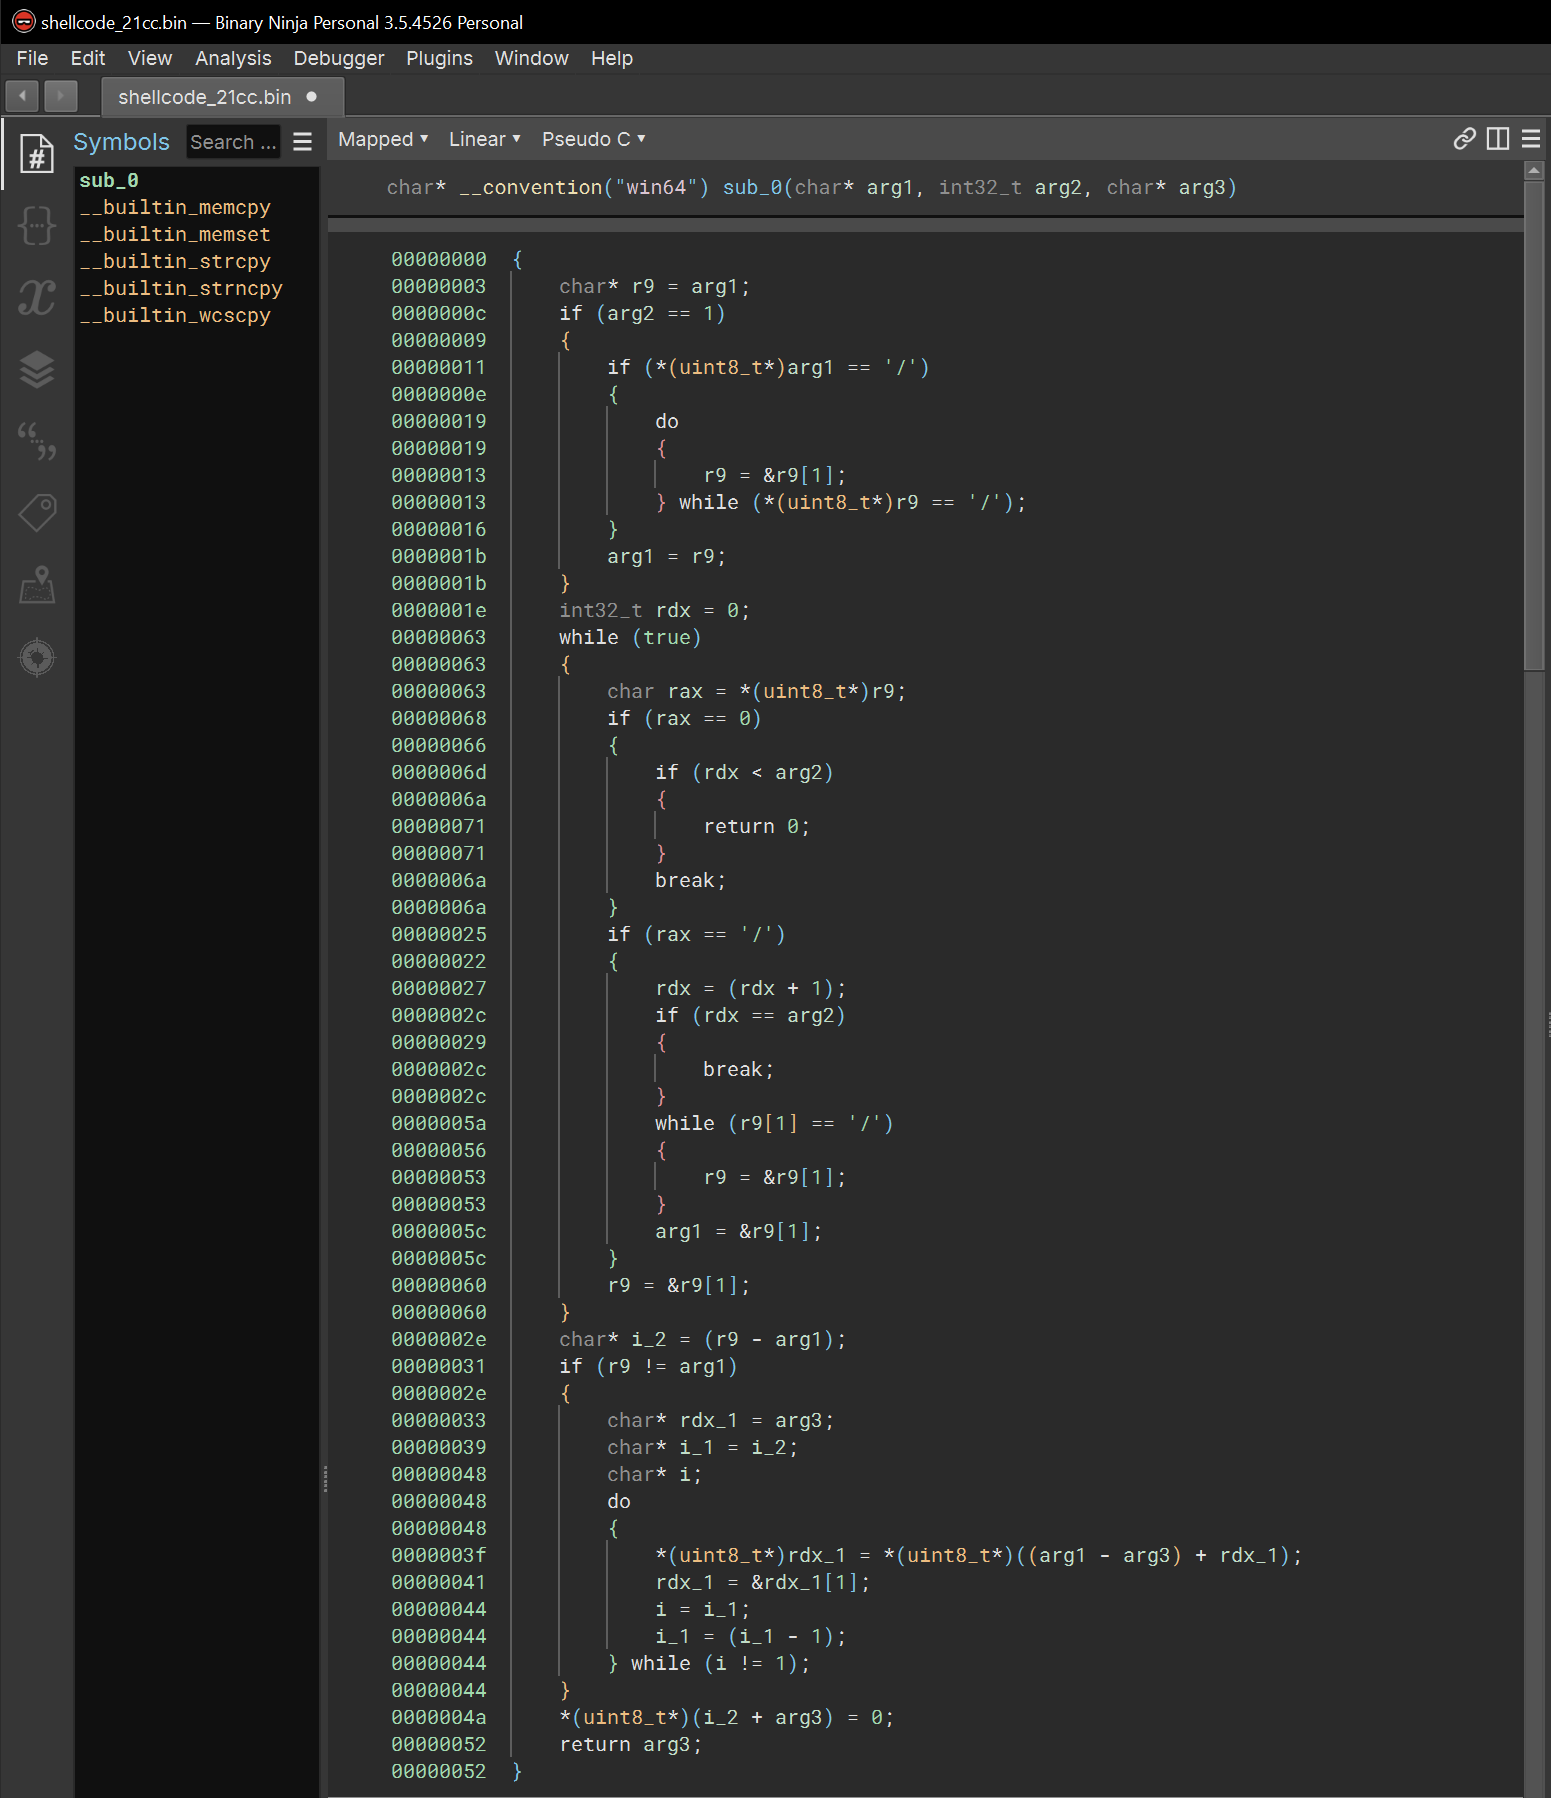 shellcode_21cc.bin — Binary Ninja Personal 3.5.4526 Personal
File Edit View Analysis Debugger Plugins Window Help
shellcode_21cc.bin ●
Symbols Search ... Mapped ▾ Linear ▾ Pseudo C ▾
sub_0
__builtin_memcpy
__builtin_memset
__builtin_strcpy
__builtin_strncpy
__builtin_wcscpy
char* __convention("win64") sub_0(char* arg1, int32_t arg2, char* arg3)
00000000 {
00000003 char* r9 = arg1;
0000000c if (arg2 == 1)
00000009 {
00000011 if (*(uint8_t*)arg1 == '/')
0000000e {
00000019 do
00000019 {
00000013 r9 = &r9[1];
00000013 } while (*(uint8_t*)r9 == '/');
00000016 }
0000001b arg1 = r9;
0000001b }
0000001e int32_t rdx = 0;
00000063 while (true)
00000063 {
00000063 char rax = *(uint8_t*)r9;
00000068 if (rax == 0)
00000066 {
0000006d if (rdx < arg2)
0000006a {
00000071 return 0;
00000071 }
0000006a break;
0000006a }
00000025 if (rax == '/')
00000022 {
00000027 rdx = (rdx + 1);
0000002c if (rdx == arg2)
00000029 {
0000002c break;
0000002c }
0000005a while (r9[1] == '/')
00000056 {
00000053 r9 = &r9[1];
00000053 }
0000005c arg1 = &r9[1];
0000005c }
00000060 r9 = &r9[1];
00000060 }
0000002e char* i_2 = (r9 - arg1);
00000031 if (r9 != arg1)
0000002e {
00000033 char* rdx_1 = arg3;
00000039 char* i_1 = i_2;
00000048 char* i;
00000048 do
00000048 {
0000003f *(uint8_t*)rdx_1 = *(uint8_t*)((arg1 - arg3) + rdx_1);
00000041 rdx_1 = &rdx_1[1];
00000044 i = i_1;
00000044 i_1 = (i_1 - 1);
00000044 } while (i != 1);
00000044 }
0000004a *(uint8_t*)(i_2 + arg3) = 0;
00000052 return arg3;
00000052 }